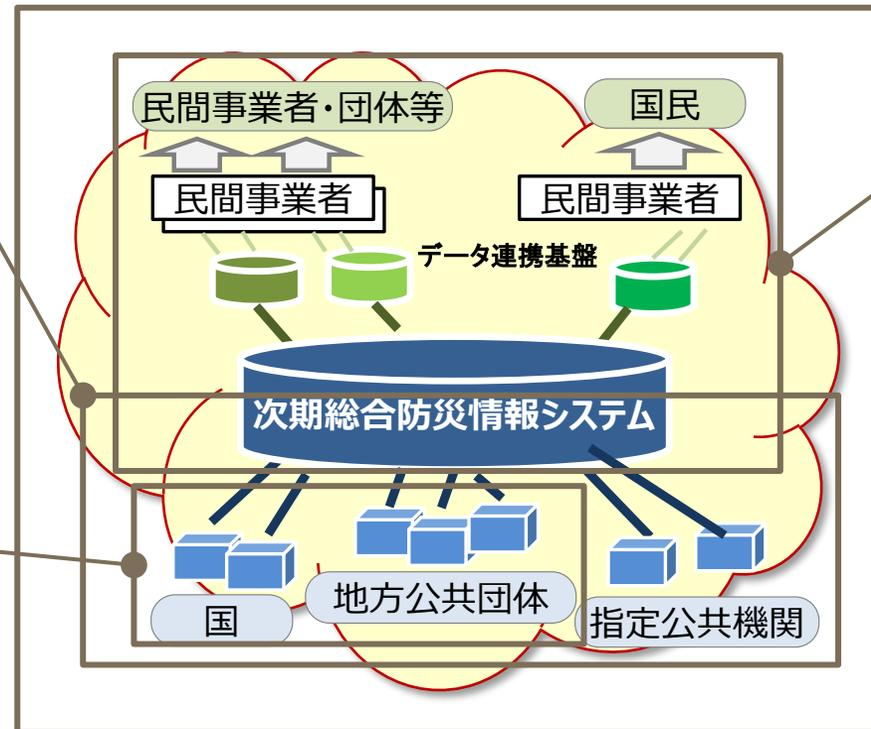 民間事業者・団体等
国民
民間事業者
民間事業者
データ連携基盤
次期総合防災情報システム
国
地方公共団体
指定公共機関